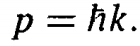 p = ℏk.